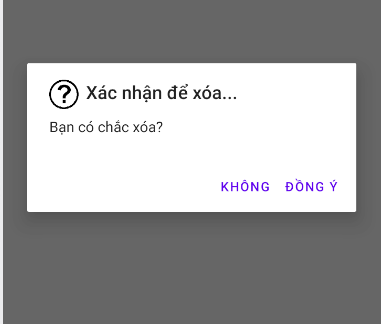 Xác nhận để xóa...
Bạn có chắc xóa?
KHÔNG ĐỒNG Ý